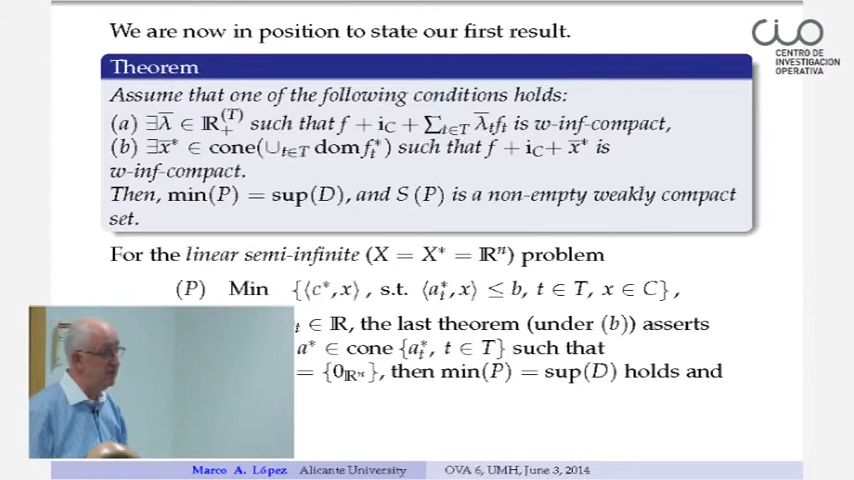 We are now in position to state our first result.
CIO
CENTRO DE
INVESTIGACIÓN
OPERATIVA
Theorem
Assume that one of the following conditions holds:
(a) ∃λ̄ ∈ ℝ₊^(T) such that f + i_C + ∑_{t∈T} λ̄_t f_t is w-inf-compact,
(b) ∃x̄* ∈ cone(∪_{t∈T} dom f_t*) such that f + i_C + x̄* is
w-inf-compact.
Then, min(P) = sup(D), and S (P) is a non-empty weakly compact
set.
For the linear semi-infinite (X = X* = ℝⁿ) problem
(P) Min {⟨c*, x⟩ , s.t. ⟨a_t*, x⟩ ≤ b, t ∈ T, x ∈ C} ,
t ∈ ℝ, the last theorem (under (b)) asserts
a* ∈ cone {a_t*, t ∈ T} such that
= {0_ℝⁿ}, then min(P) = sup(D) holds and
Marco A. López Alicante University OVA 6, UMH, June 3, 2014